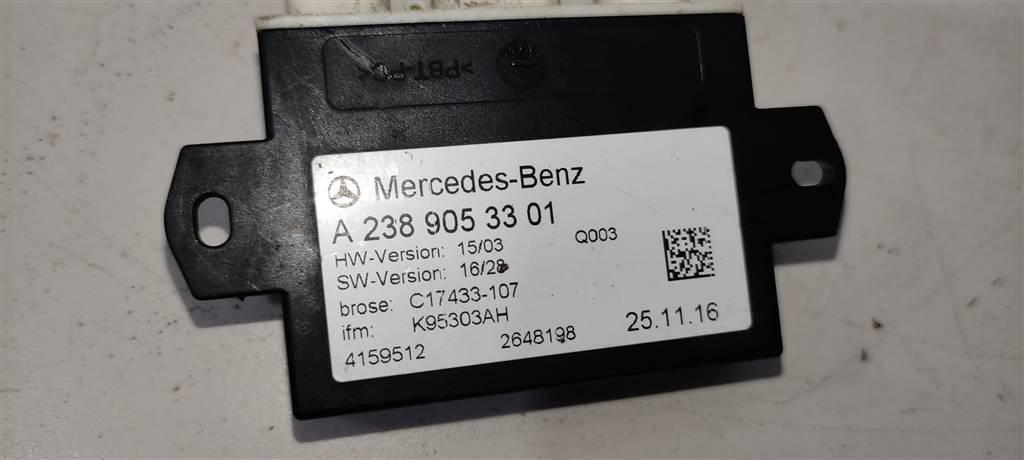 >PBT-PC<
Mercedes-Benz
A 238 905 33 01
HW-Version: 15/03 Q003
SW-Version: 16/28
brose: C17433-107
ifm: K95303AH
4159512 2648198 25.11.16